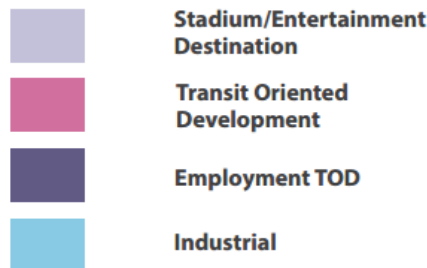 Stadium/Entertainment
Destination
Transit Oriented
Development
Employment TOD
Industrial